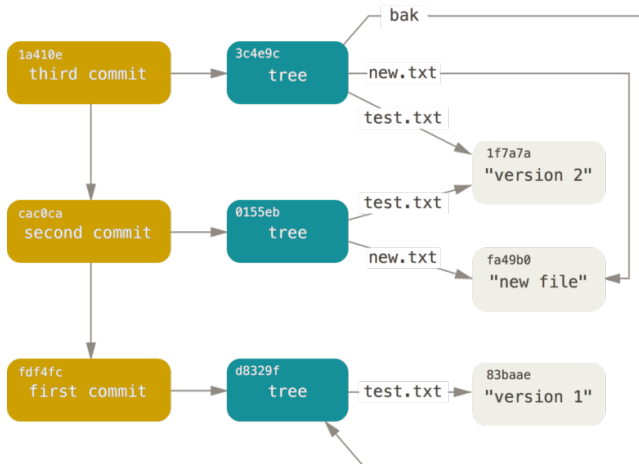 bak
1a410e
third commit
3c4e9c
tree
new.txt
test.txt
1f7a7a
"version 2"
cac0ca
second commit
0155eb
tree
test.txt
new.txt
fa49b0
"new file"
fdf4fc
first commit
d8329f
tree
test.txt
83baae
"version 1"